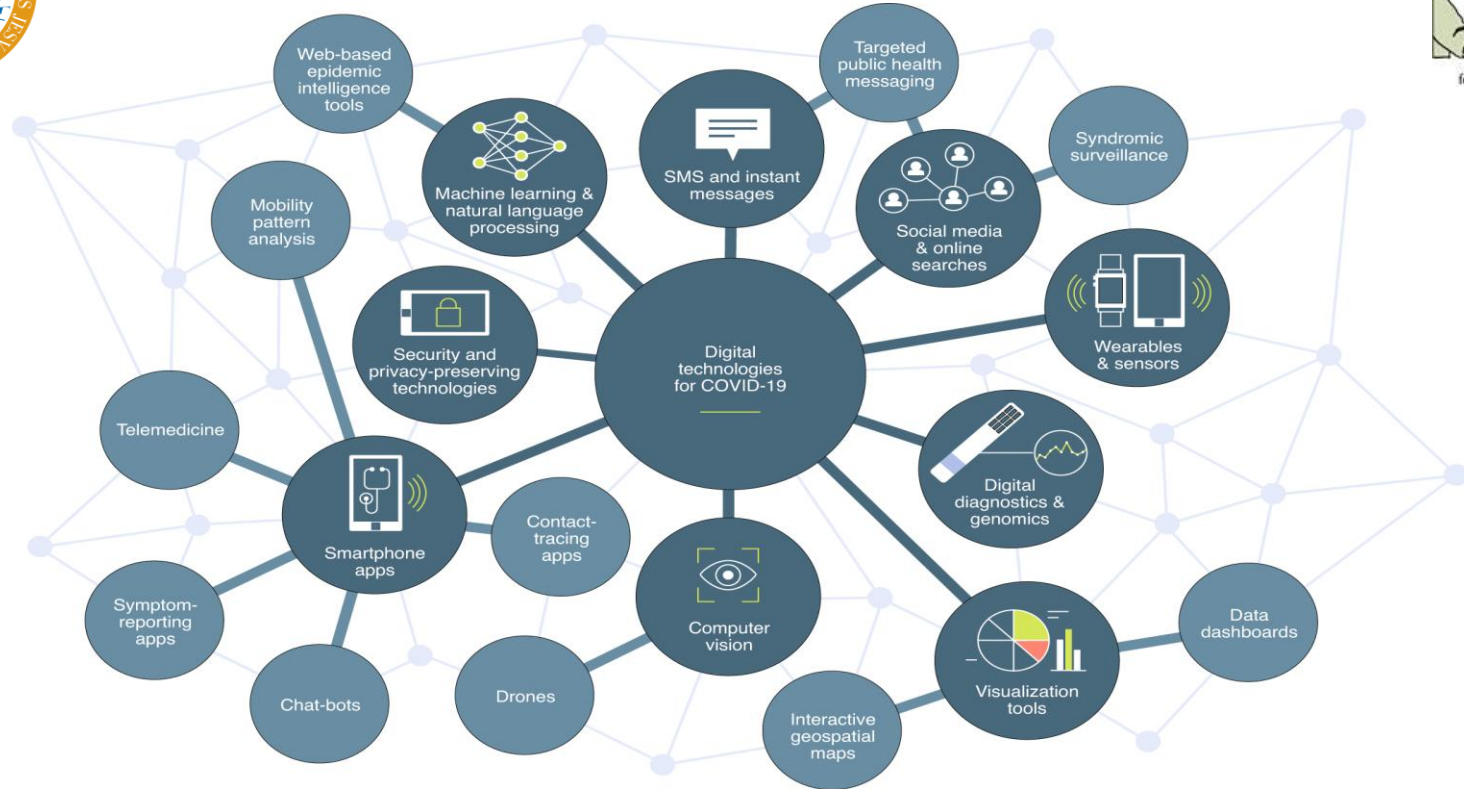 Web-based
epidemic
intelligence
tools
Targeted
public health
messaging
Syndromic
surveillance
Machine learning &
natural language
processing
SMS and instant
messages
Social media
& online
searches
Mobility
pattern
analysis
Security and
privacy-preserving
technologies
Digital
technologies
for COVID-19
Wearables
& sensors
Telemedicine
Smartphone
apps
Contact-
tracing
apps
Digital
diagnostics &
genomics
Symptom-
reporting
apps
Computer
vision
Data
dashboards
Chat-bots
Drones
Interactive
geospatial
maps
Visualization
tools